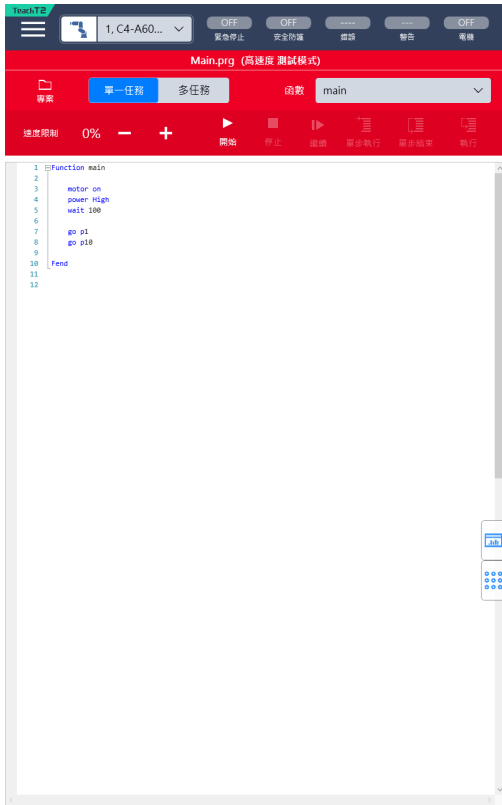 TeachT2
1, C4-A60...
OFF
OFF
----
---
OFF
緊急停止
安全防護
錯誤
警告
電機
Main.prg (高速度 測試模式)
專案
單一任務
多任務
函數
main
速度限制
0%
開始
停止
繼續
單步執行
單步結束
執行
1 Function main
2
3 motor on
4 power High
5 wait 100
6
7 go p1
8 go p10
9
10 Fend
11
12